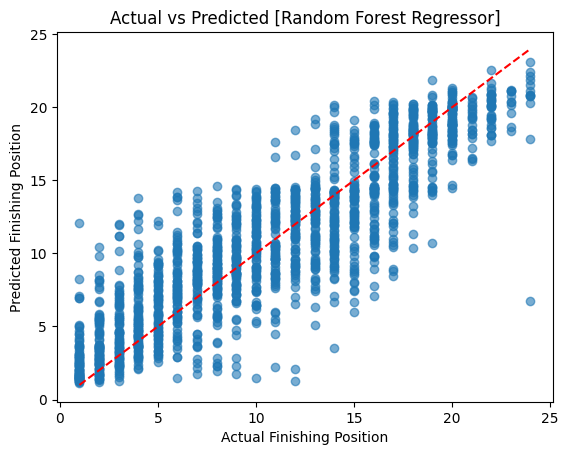 Actual vs Predicted [Random Forest Regressor]
25
20
15
10
5
0
Predicted Finishing Position
0 5 10 15 20 25
Actual Finishing Position